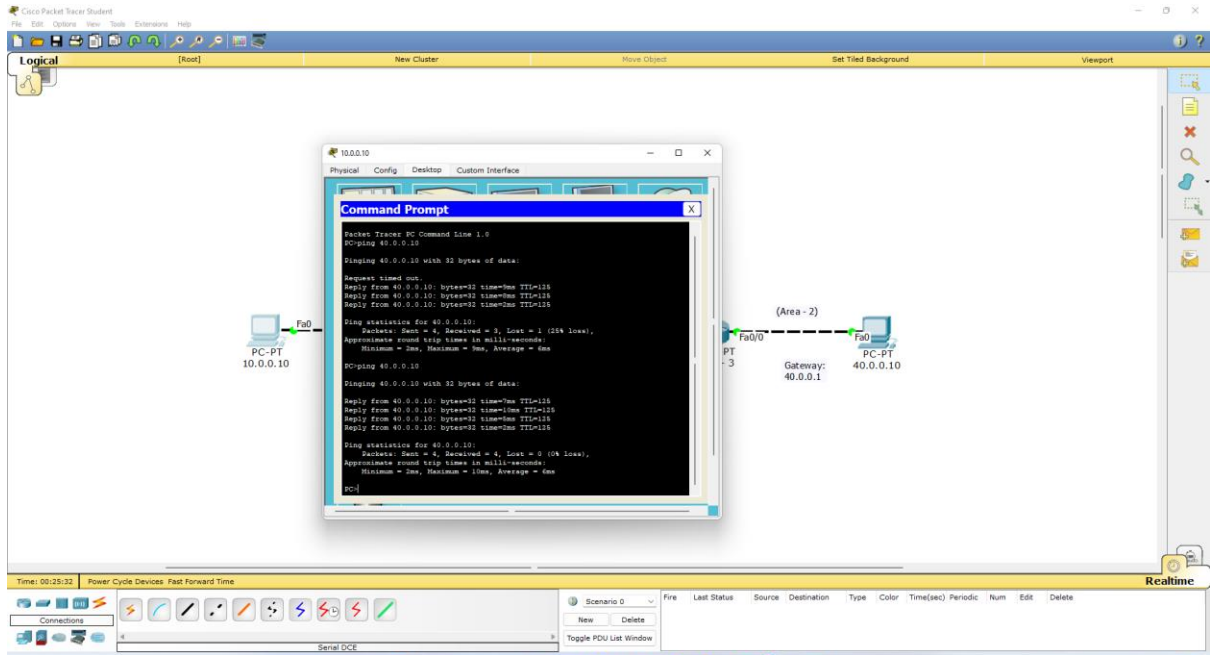 Cisco Packet Tracer Student
File Edit Options View Tools Extensions Help
Logical [Root] New Cluster Move Object Set Tiled Background Viewport
10.0.0.10
Physical Config Desktop Custom Interface
Command Prompt X
Packet Tracer PC Command Line 1.0
PC>ping 40.0.0.10
Pinging 40.0.0.10 with 32 bytes of data:
Request timed out.
Reply from 40.0.0.10: bytes=32 time=9ms TTL=125
Reply from 40.0.0.10: bytes=32 time=8ms TTL=125
Reply from 40.0.0.10: bytes=32 time=2ms TTL=125
Ping statistics for 40.0.0.10:
Packets: Sent = 4, Received = 3, Lost = 1 (25% loss),
Approximate round trip times in milli-seconds:
Minimum = 2ms, Maximum = 9ms, Average = 6ms
PC>ping 40.0.0.10
Pinging 40.0.0.10 with 32 bytes of data:
Reply from 40.0.0.10: bytes=32 time=7ms TTL=125
Reply from 40.0.0.10: bytes=32 time=10ms TTL=125
Reply from 40.0.0.10: bytes=32 time=8ms TTL=125
Reply from 40.0.0.10: bytes=32 time=2ms TTL=125
Ping statistics for 40.0.0.10:
Packets: Sent = 4, Received = 4, Lost = 0 (0% loss),
Approximate round trip times in milli-seconds:
Minimum = 2ms, Maximum = 10ms, Average = 6ms
PC>
Fa0
PC-PT
10.0.0.10
(Area - 2)
Fa0/0
Fa0
PT
- 3
Gateway:
40.0.0.1
PC-PT
40.0.0.10
Time: 00:25:32 Power Cycle Devices Fast Forward Time
Realtime
Connections
Serial DCE
Scenario 0
New Delete
Toggle PDU List Window
Fire Last Status Source Destination Type Color Time(sec) Periodic Num Edit Delete